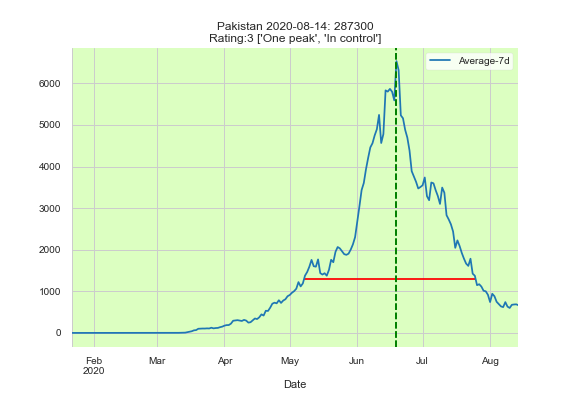 Pakistan 2020-08-14: 287300
Rating:3 ['One peak', 'In control']
Average-7d
6000
5000
4000
3000
2000
1000
0
Feb
2020
Mar
Apr
May
Jun
Jul
Aug
Date